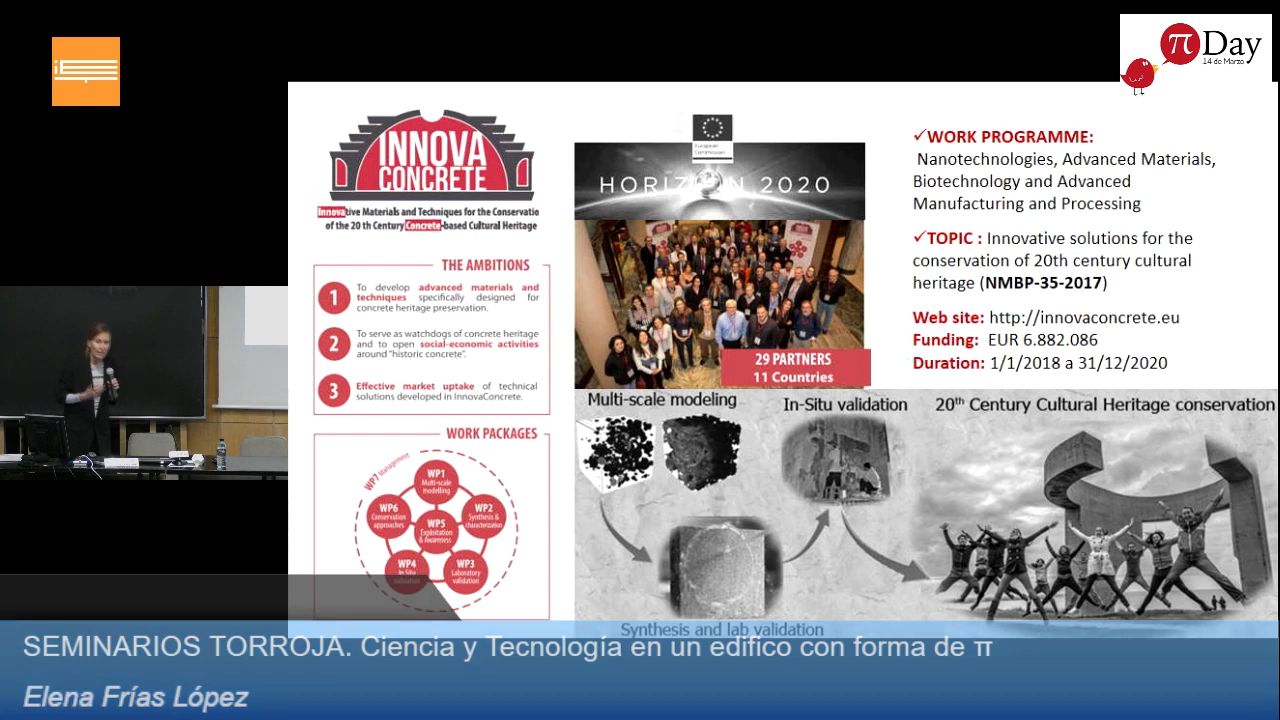 π Day
14 de Marzo
INNOVA
CONCRETE
Innovative Materials and Techniques for the Conservatio
of the 20 th Century Concrete-based Cultural Heritage
THE AMBITIONS
1
To develop advanced materials and
techniques specifically designed for
concrete heritage preservation.
2
To serve as watchdogs of concrete heritage
and to open social-economic activities
around "historic concrete".
3
Effective market uptake of technical
solutions developed in InnovaConcrete.
WORK PACKAGES
WP7 Management
WP1
Multi-scale
modelling
WP6
Conservation
approaches
WP2
Synthesis &
characterization
WP5
Exploitation
& Awareness
WP4
In Situ
validation
WP3
Laboratory
validation
European
Commission
HORIZON 2020
29 PARTNERS
11 Countries
✓WORK PROGRAMME:
Nanotechnologies, Advanced Materials,
Biotechnology and Advanced
Manufacturing and Processing
✓TOPIC : Innovative solutions for the
conservation of 20th century cultural
heritage (NMBP-35-2017)
Web site: http://innovaconcrete.eu
Funding: EUR 6.882.086
Duration: 1/1/2018 a 31/12/2020
Multi-scale modeling
In-Situ validation
20th Century Cultural Heritage conservation
Synthesis and lab validation
SEMINARIOS TORROJA. Ciencia y Tecnología en un edifico con forma de π
Elena Frías López